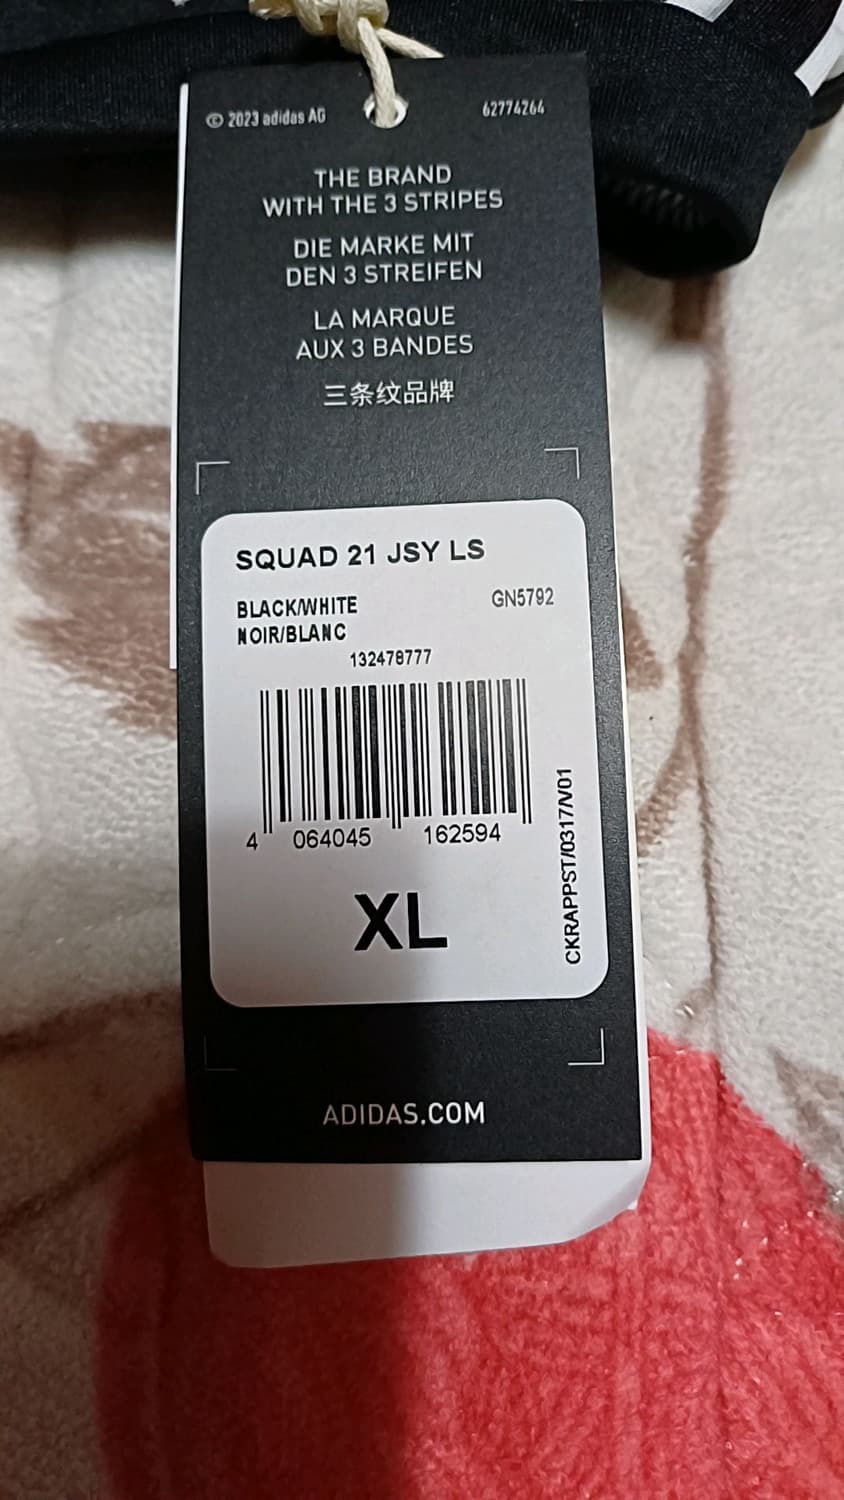 © 2023 adidas AG 62774264
THE BRAND
WITH THE 3 STRIPES
DIE MARKE MIT
DEN 3 STREIFEN
LA MARQUE
AUX 3 BANDES
三条纹品牌
SQUAD 21 JSY LS
BLACK/WHITE GN5792
NOIR/BLANC
132478777
4 064045 162594
CKRAPPST/0317/V01
XL
ADIDAS.COM